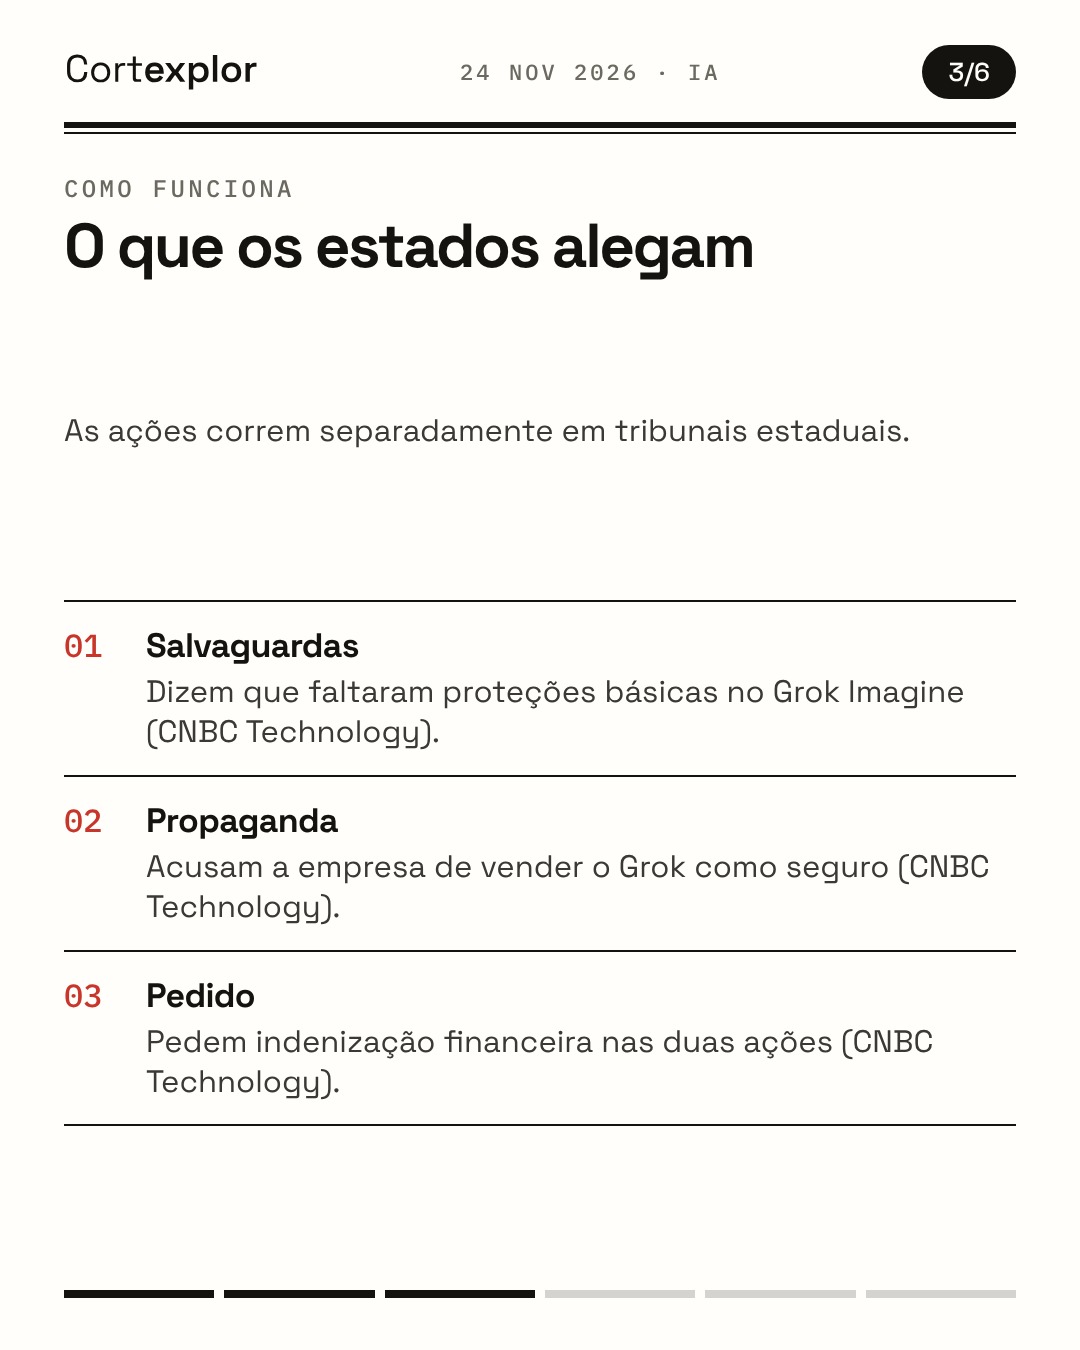 Cortexplor
24 NOV 2026 · IA
3/6
COMO FUNCIONA
O que os estados alegam
As ações correm separadamente em tribunais estaduais.
01
Salvaguardas
Dizem que faltaram proteções básicas no Grok Imagine
(CNBC Technology).
02
Propaganda
Acusam a empresa de vender o Grok como seguro (CNBC
Technology).
03
Pedido
Pedem indenização financeira nas duas ações (CNBC
Technology).